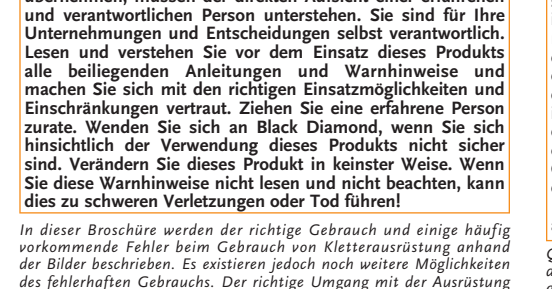 übernehmen, müssen der direkten Aufsicht einer erfahrenen
und verantwortlichen Person unterstehen. Sie sind für Ihre
Unternehmungen und Entscheidungen selbst verantwortlich.
Lesen und verstehen Sie vor dem Einsatz dieses Produkts
alle beiliegenden Anleitungen und Warnhinweise und
machen Sie sich mit den richtigen Einsatzmöglichkeiten und
Einschränkungen vertraut. Ziehen Sie eine erfahrene Person
zurate. Wenden Sie sich an Black Diamond, wenn Sie sich
hinsichtlich der Verwendung dieses Produkts nicht sicher
sind. Verändern Sie dieses Produkt in keinster Weise. Wenn
Sie diese Warnhinweise nicht lesen und nicht beachten, kann
dies zu schweren Verletzungen oder Tod führen!
In dieser Broschüre werden der richtige Gebrauch und einige häufig
vorkommende Fehler beim Gebrauch von Kletterausrüstung anhand
der Bilder beschrieben. Es existieren jedoch noch weitere Möglichkeiten
des fehlerhaften Gebrauchs. Der richtige Umgang mit der Ausrüstung